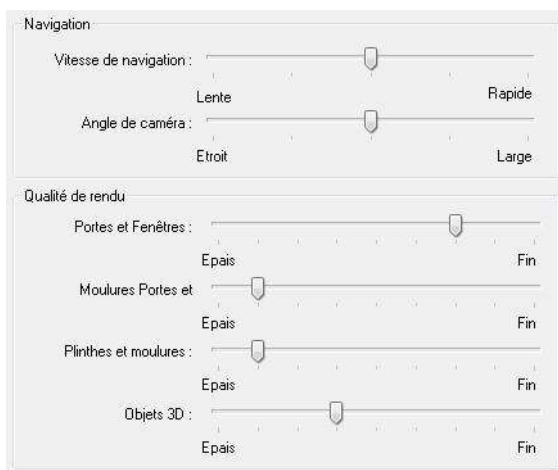 Navigation
Vitesse de navigation :
Lente Rapide
Angle de caméra :
Etroit Large
Qualité de rendu
Portes et Fenêtres :
Epais Fin
Moulures Portes et
Epais Fin
Plinthes et moulures :
Epais Fin
Objets 3D :
Epais Fin